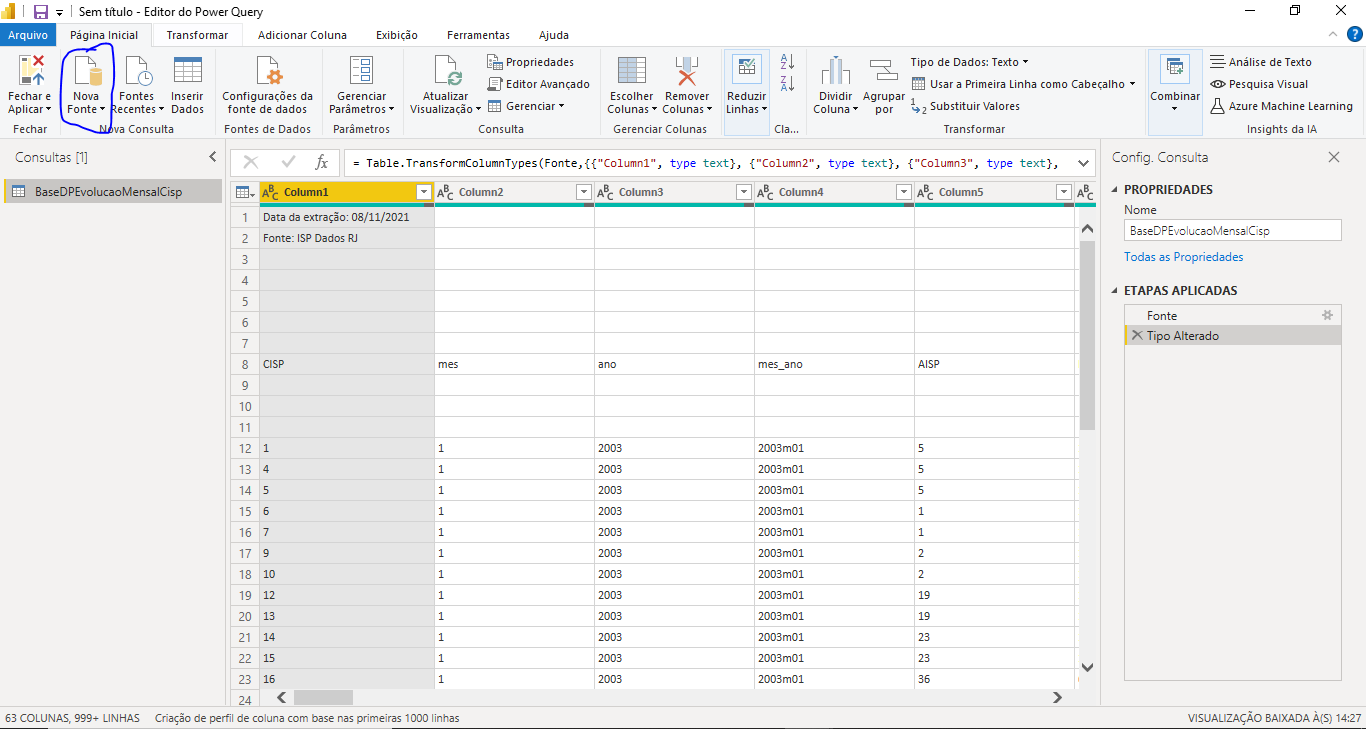 Sem título - Editor do Power Query
Arquivo Página Inicial Transformar Adicionar Coluna Exibição Ferramentas Ajuda
Fechar e Aplicar
Fechar
Nova Fonte
Fontes Recentes
Inserir Dados
Nova Consulta
Configurações da fonte de dados
Fontes de Dados
Gerenciar Parâmetros
Parâmetros
Atualizar Visualização
Propriedades
Editor Avançado
Gerenciar
Consulta
Escolher Colunas
Remover Colunas
Gerenciar Colunas
Reduzir Linhas
Cla...
Dividir Coluna
Agrupar por
Tipo de Dados: Texto
Usar a Primeira Linha como Cabeçalho
Substituir Valores
Transformar
Combinar
Análise de Texto
Pesquisa Visual
Azure Machine Learning
Insights da IA
Consultas [1]
BaseDPEvolucaoMensalCisp
fx
= Table.TransformColumnTypes(Fonte,{{"Column1", type text}, {"Column2", type text}, {"Column3", type text},
Column1 Column2 Column3 Column4 Column5
1 Data da extração: 08/11/2021
2 Fonte: ISP Dados RJ
3
4
5
6
7
8 CISP mes ano mes_ano AISP
9
10
11
12 1 1 2003 2003m01 5
13 4 1 2003 2003m01 5
14 5 1 2003 2003m01 5
15 6 1 2003 2003m01 1
16 7 1 2003 2003m01 1
17 9 1 2003 2003m01 2
18 10 1 2003 2003m01 2
19 12 1 2003 2003m01 19
20 13 1 2003 2003m01 19
21 14 1 2003 2003m01 23
22 15 1 2003 2003m01 23
23 16 1 2003 2003m01 36
24
Config. Consulta
PROPRIEDADES
Nome
BaseDPEvolucaoMensalCisp
Todas as Propriedades
ETAPAS APLICADAS
Fonte
Tipo Alterado
63 COLUNAS, 999+ LINHAS Criação de perfil de coluna com base nas primeiras 1000 linhas
VISUALIZAÇÃO BAIXADA À(S) 14:27